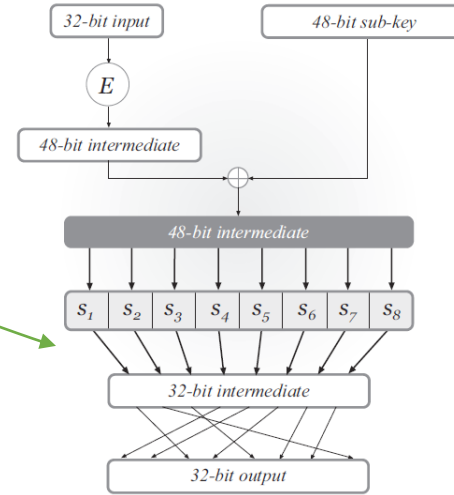 32-bit input
48-bit sub-key
E
48-bit intermediate
48-bit intermediate
S1 S2 S3 S4 S5 S6 S7 S8
32-bit intermediate
32-bit output